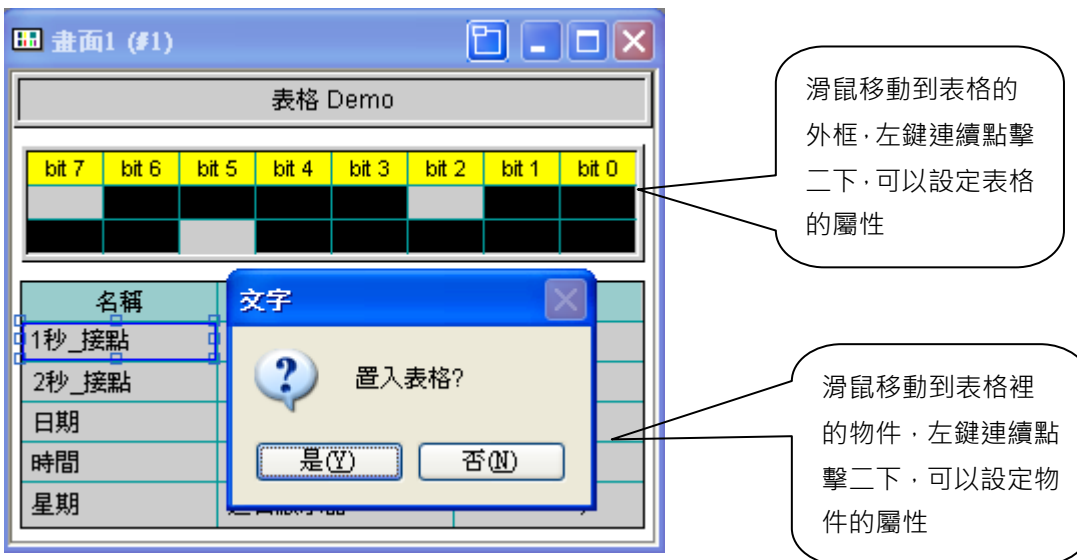 畫面1 (#1)
表格 Demo
bit 7 bit 6 bit 5 bit 4 bit 3 bit 2 bit 1 bit 0
名稱
1秒_接點
2秒_接點
日期
時間
星期
文字
置入表格?
是(Y) 否(N)
滑鼠移動到表格的
外框,左鍵連續點擊
二下,可以設定表格
的屬性
滑鼠移動到表格裡
的物件,左鍵連續點
擊二下,可以設定物
件的屬性